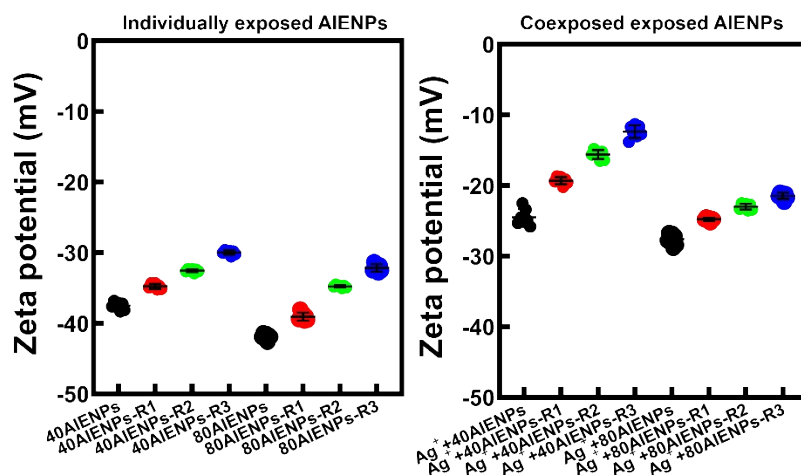 Individually exposed AIENPs
Zeta potential (mV)
0
-10
-20
-30
-40
-50
40AIENPs
40AIENPs-R1
40AIENPs-R2
40AIENPs-R3
80AIENPs
80AIENPs-R1
80AIENPs-R2
80AIENPs-R3
Coexposed exposed AIENPs
Zeta potential (mV)
0
-10
-20
-30
-40
-50
Ag⁺+40AIENPs
Ag⁺+40AIENPs-R1
Ag⁺+40AIENPs-R2
Ag⁺+40AIENPs-R3
Ag⁺+80AIENPs
Ag⁺+80AIENPs-R1
Ag⁺+80AIENPs-R2
Ag⁺+80AIENPs-R3